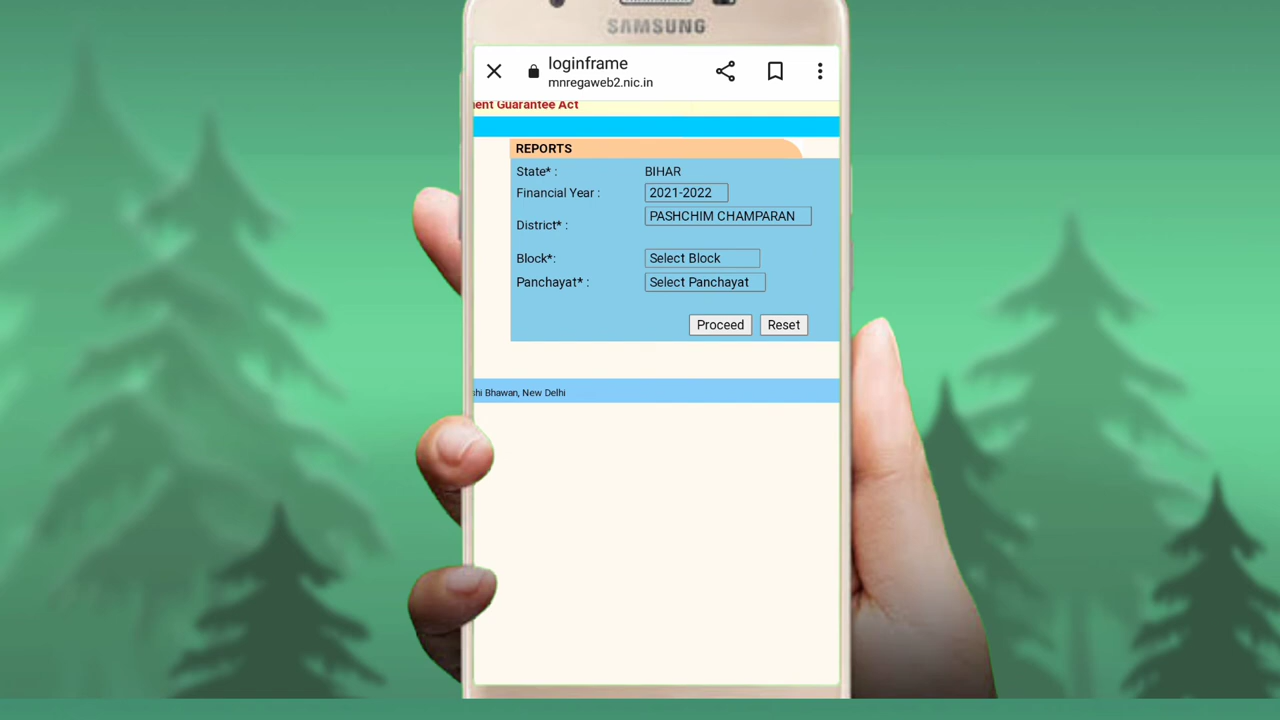 SAMSUNG
loginframe
mnregaweb2.nic.in
ent Guarantee Act
REPORTS
State* : BIHAR
Financial Year : 2021-2022
District* : PASHCHIM CHAMPARAN
Block*: Select Block
Panchayat* : Select Panchayat
Proceed Reset
hi Bhawan, New Delhi